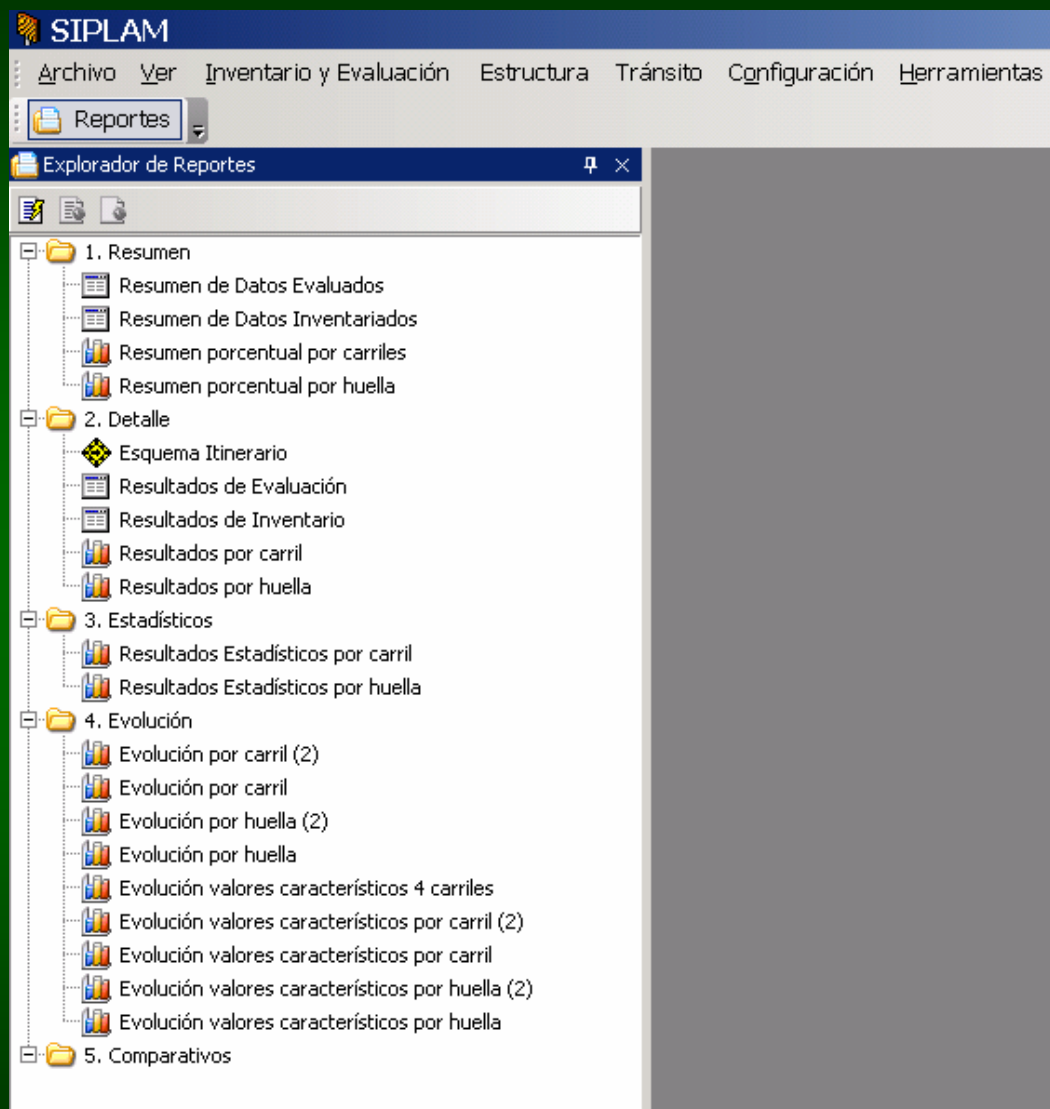 SIPLAM
Archivo Ver Inventario y Evaluación Estructura Tránsito Configuración Herramientas
Reportes
Explorador de Reportes
1. Resumen
Resumen de Datos Evaluados
Resumen de Datos Inventariados
Resumen porcentual por carriles
Resumen porcentual por huella
2. Detalle
Esquema Itinerario
Resultados de Evaluación
Resultados de Inventario
Resultados por carril
Resultados por huella
3. Estadísticos
Resultados Estadísticos por carril
Resultados Estadísticos por huella
4. Evolución
Evolución por carril (2)
Evolución por carril
Evolución por huella (2)
Evolución por huella
Evolución valores característicos 4 carriles
Evolución valores característicos por carril (2)
Evolución valores característicos por carril
Evolución valores característicos por huella (2)
Evolución valores característicos por huella
5. Comparativos